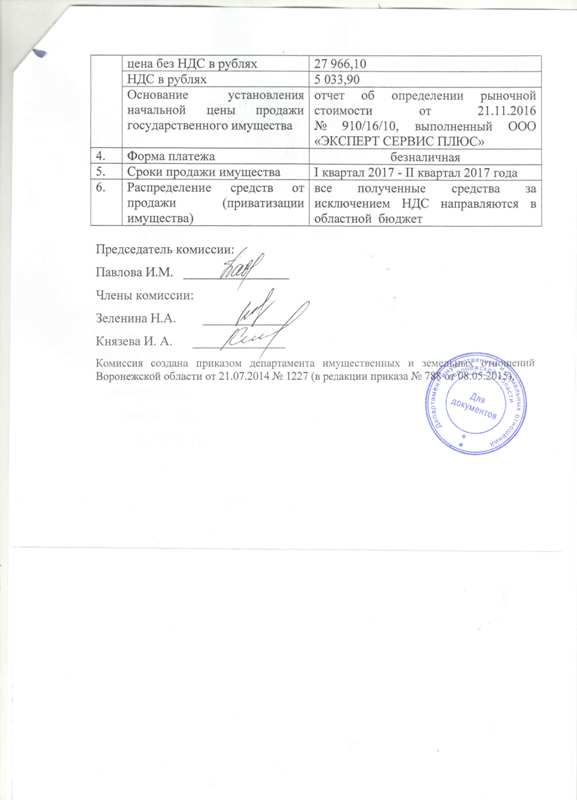 цена без НДС в рублях 27 966,10
НДС в рублях 5 033,90
Основание установления начальной цены продажи государственного имущества
отчет об определении рыночной стоимости от 21.11.2016 № 910/16/10, выполненный ООО «ЭКСПЕРТ СЕРВИС ПЛЮС»
4. Форма платежа безналичная
5. Сроки продажи имущества I квартал 2017 - II квартал 2017 года
6. Распределение средств от продажи (приватизации имущества)
все полученные средства за исключением НДС направляются в областной бюджет
Председатель комиссии:
Павлова И.М.
Члены комиссии:
Зеленина Н.А.
Князева И. А.
Комиссия создана приказом департамента имущественных и земельных отношений
Воронежской области от 21.07.2014 № 1227 (в редакции приказа № 788 от 08.05.2015)
Для
документов